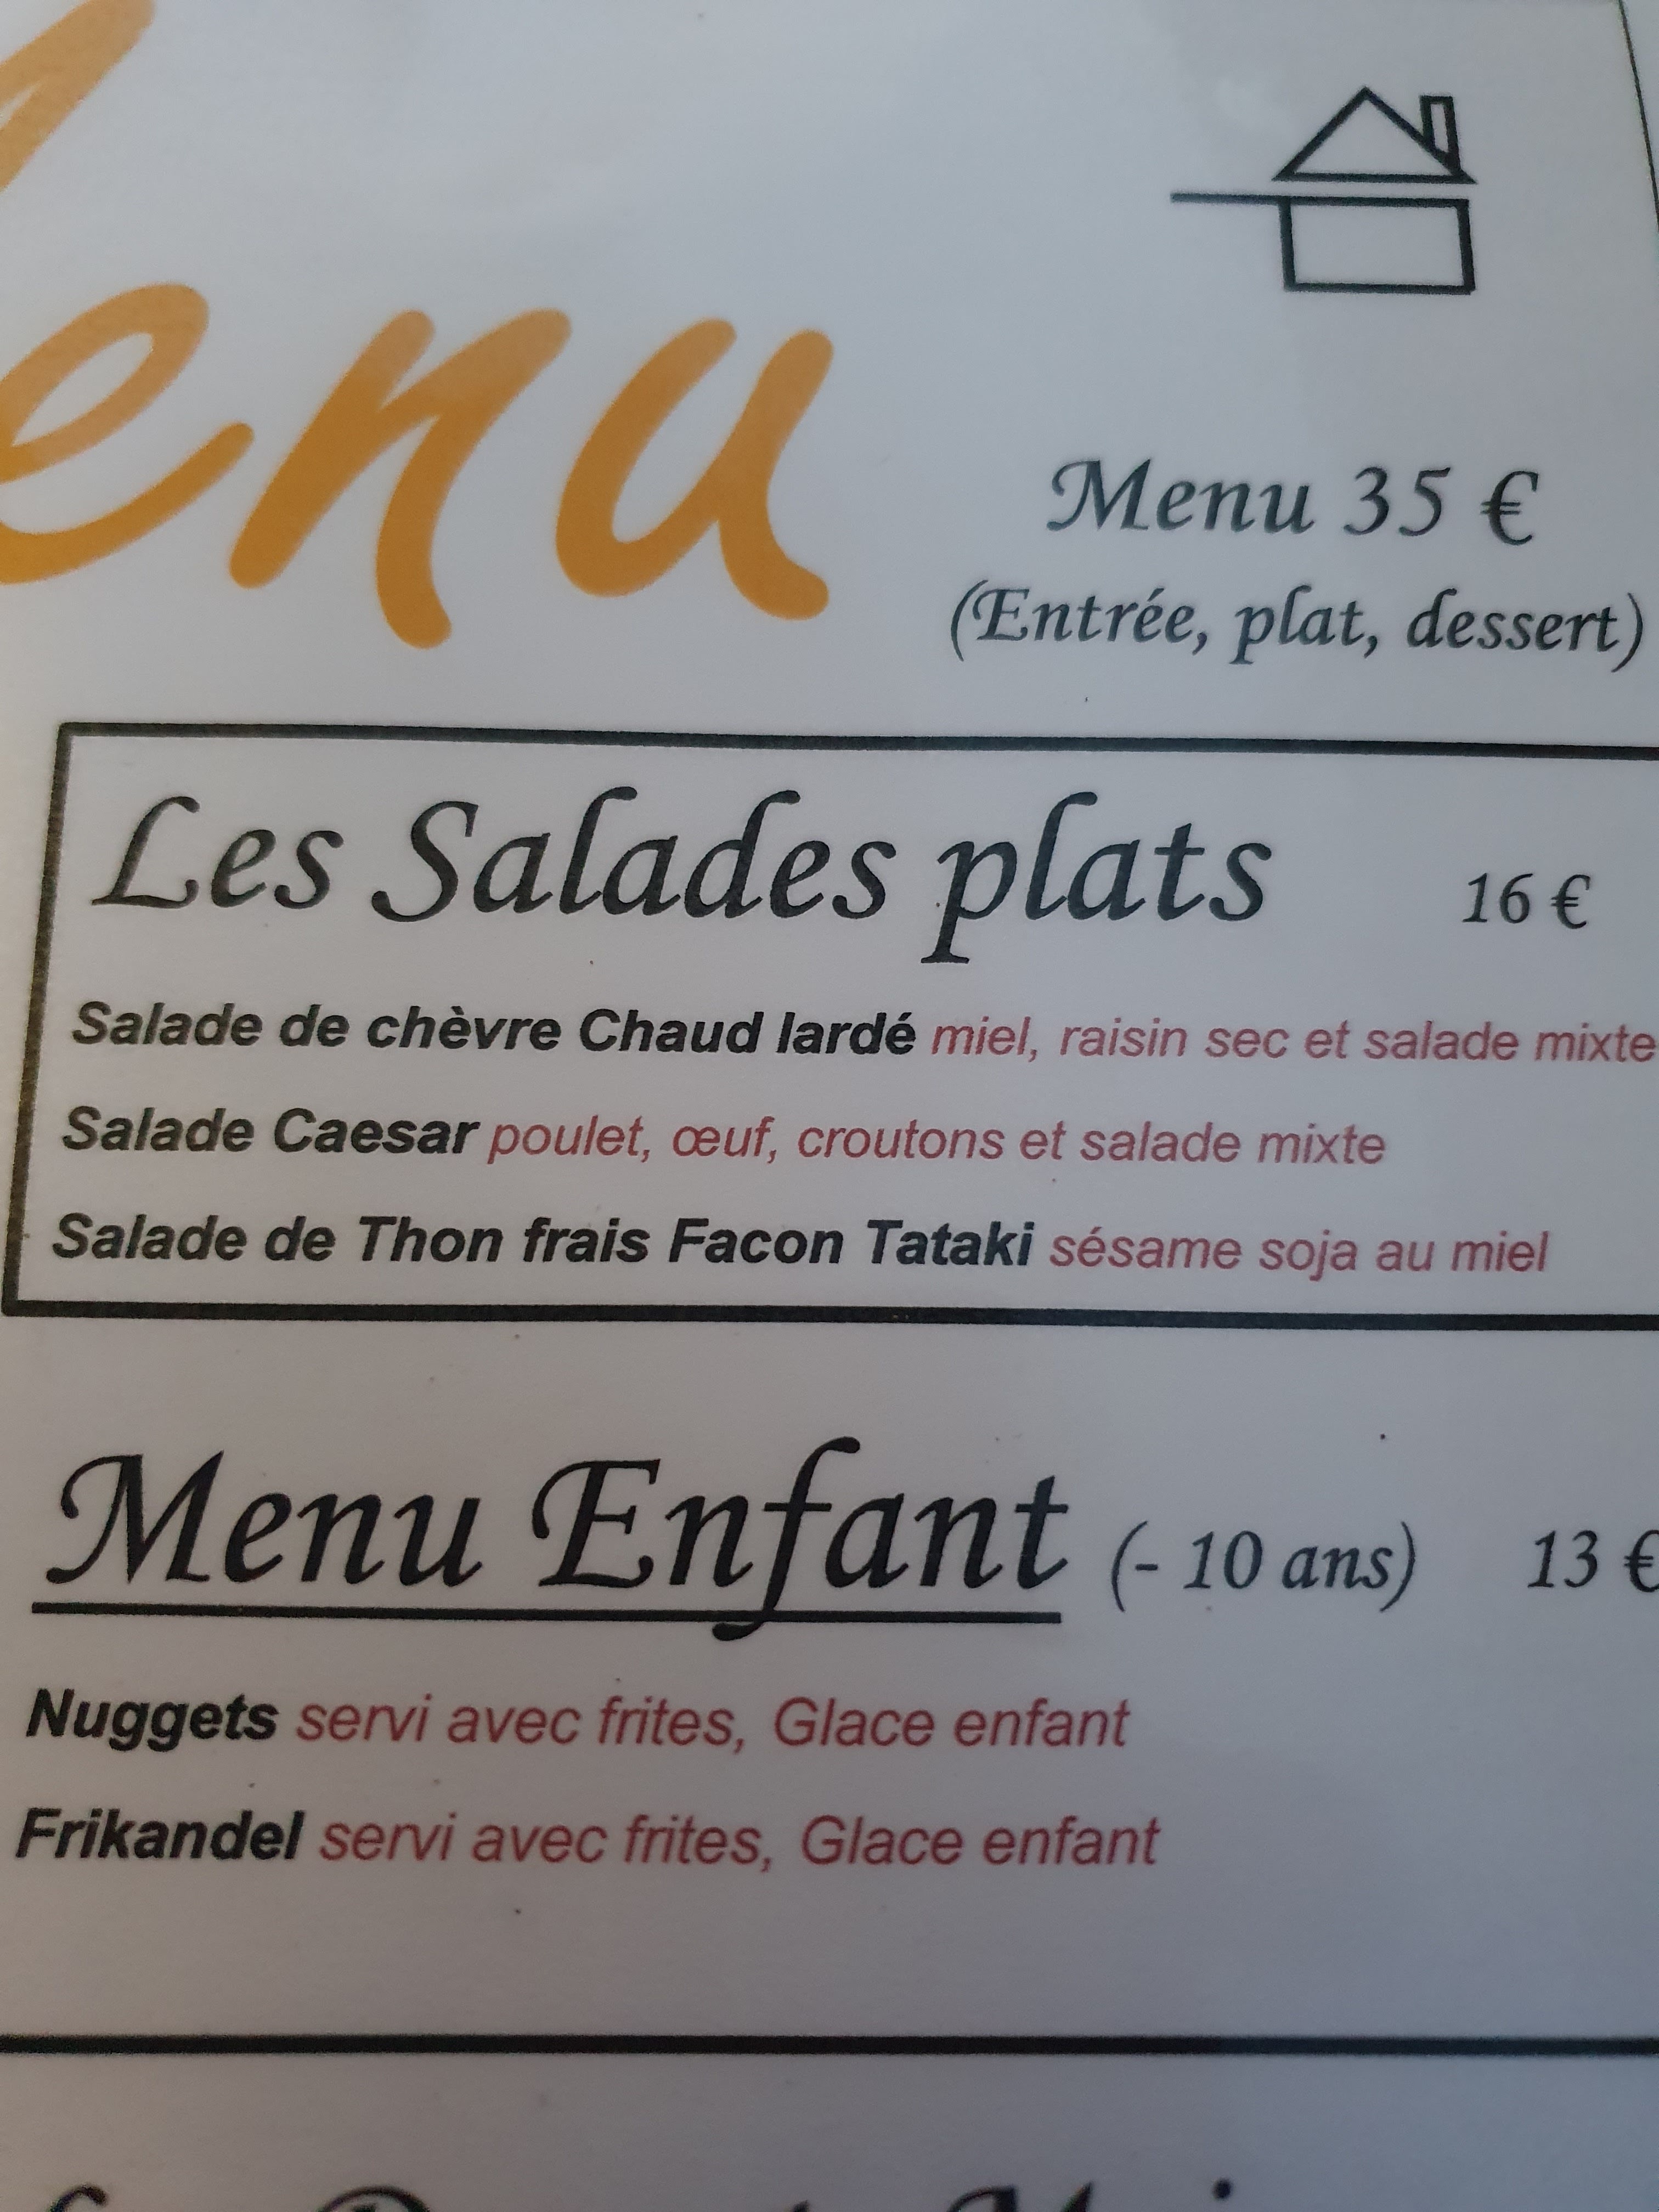 Menu
Menu 35 €
(Entrée, plat, dessert)
Les Salades plats 16 €
Salade de chèvre Chaud lardé miel, raisin sec et salade mixte
Salade Caesar poulet, œuf, croutons et salade mixte
Salade de Thon frais Facon Tataki sésame soja au miel
Menu Enfant (- 10 ans) 13 €
Nuggets servi avec frites, Glace enfant
Frikandel servi avec frites, Glace enfant